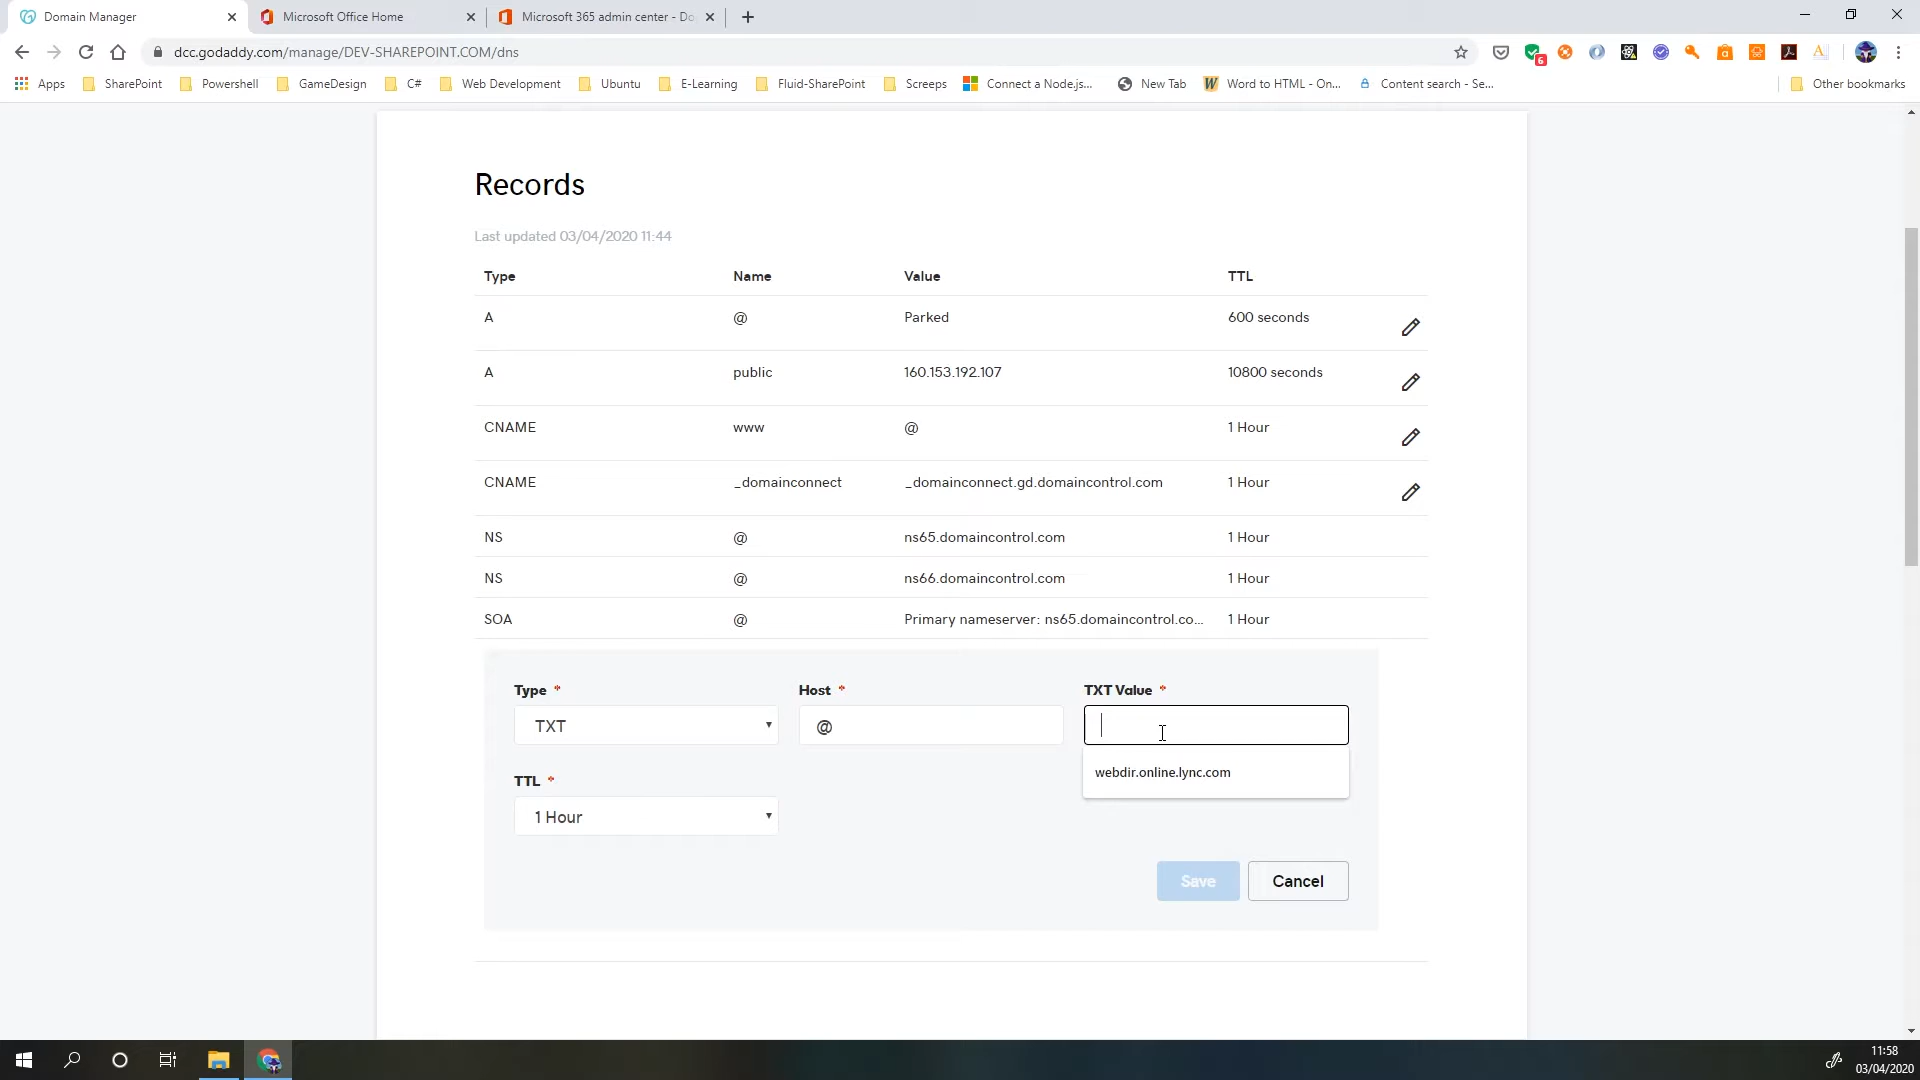 Domain Manager
Microsoft Office Home
Microsoft 365 admin center - Do
dcc.godaddy.com/manage/DEV-SHAREPOINT.COM/dns
6
Apps SharePoint Powershell GameDesign C# Web Development Ubuntu E-Learning Fluid-SharePoint Screeps Connect a Node.js... New Tab Word to HTML - On... Content search - Se... Other bookmarks
Records
Last updated 03/04/2020 11:44
Type Name Value TTL
A @ Parked 600 seconds
A public 160.153.192.107 10800 seconds
CNAME www @ 1 Hour
CNAME _domainconnect _domainconnect.gd.domaincontrol.com 1 Hour
NS @ ns65.domaincontrol.com 1 Hour
NS @ ns66.domaincontrol.com 1 Hour
SOA @ Primary nameserver: ns65.domaincontrol.co... 1 Hour
Type * Host * TXT Value *
TXT @
webdir.online.lync.com
TTL *
1 Hour
Save Cancel
11:58
03/04/2020